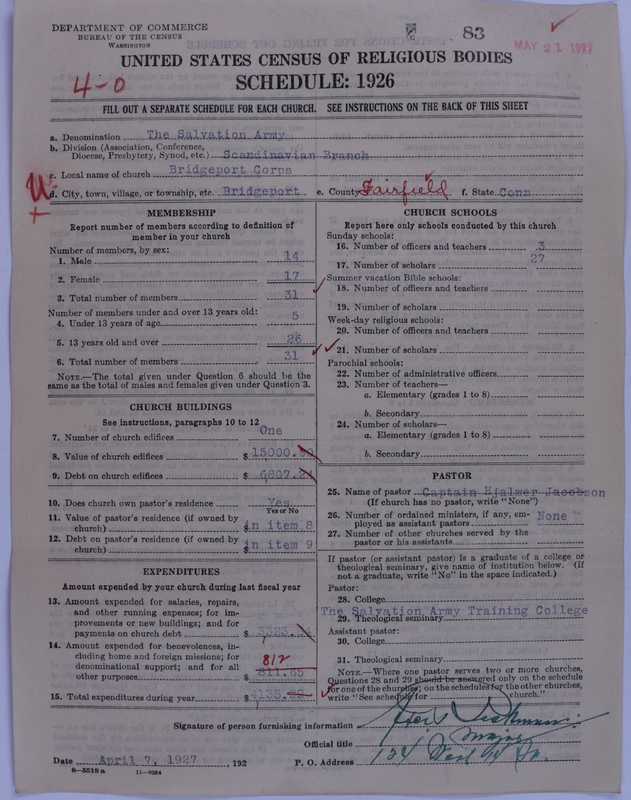 DEPARTMENT OF COMMERCE
BUREAU OF THE CENSUS
WASHINGTON
83
MAY 21 1927
UNITED STATES CENSUS OF RELIGIOUS BODIES
SCHEDULE: 1926
4-0
FILL OUT A SEPARATE SCHEDULE FOR EACH CHURCH. SEE INSTRUCTIONS ON THE BACK OF THIS SHEET
a. Denomination The Salvation Army
b. Division (Association, Conference, Diocese, Presbytery, Synod, etc.) Scandinavian Branch
c. Local name of church Bridgeport Corps
d. City, town, village, or township, etc. Bridgeport e. County Fairfield f. State Conn
MEMBERSHIP
Report number of members according to definition of
member in your church
Number of members, by sex:
1. Male 14
2. Female 17
3. Total number of members 31
Number of members under and over 13 years old:
4. Under 13 years of age 5
5. 13 years old and over 26
6. Total number of members 31
NOTE.—The total given under Question 6 should be the
same as the total of males and females given under Question 3.
CHURCH BUILDINGS
See instructions, paragraphs 10 to 12
7. Number of church edifices One
8. Value of church edifices $ 15000.
9. Debt on church edifices $ 6807.
10. Does church own pastor's residence Yes
Yes or No
11. Value of pastor's residence (if owned by
church) $ in item 8
12. Debt on pastor's residence (if owned by
church) $ in item 9
EXPENDITURES
Amount expended by your church during last fiscal year
13. Amount expended for salaries, repairs,
and other running expenses; for im-
provements or new buildings; and for
payments on church debt $
14. Amount expended for benevolences, in-
cluding home and foreign missions; for
denominational support; and for all
other purposes $ 811.65
812
15. Total expenditures during year $ 4135.
CHURCH SCHOOLS
Report here only schools conducted by this church
Sunday schools:
16. Number of officers and teachers 3
17. Number of scholars 27
Summer vacation Bible schools:
18. Number of officers and teachers
19. Number of scholars
Week-day religious schools:
20. Number of officers and teachers
21. Number of scholars
Parochial schools:
22. Number of administrative officers
23. Number of teachers—
a. Elementary (grades 1 to 8)
b. Secondary
24. Number of scholars—
a. Elementary (grades 1 to 8)
b. Secondary
PASTOR
25. Name of pastor Captain Hjalmer Jacobson
(If church has no pastor, write "None")
26. Number of ordained ministers, if any, em-
ployed as assistant pastors None
27. Number of other churches served by the
pastor or his assistants
If pastor (or assistant pastor) is a graduate of a college or
theological seminary, give name of institution below. (If
not a graduate, write "No" in the space indicated.)
Pastor:
28. College
The Salvation Army Training College
29. Theological seminary
Assistant pastor:
30. College
31. Theological seminary
NOTE.—Where one pastor serves two or more churches,
Questions 28 and 29 should be answered only on the schedule
for one of the churches; on the schedules for the other churches,
write "See schedule for church."
Signature of person furnishing information
Official title Major
Date April 7, 1927, 192
P. O. Address 134
8—5518 a 11—9034